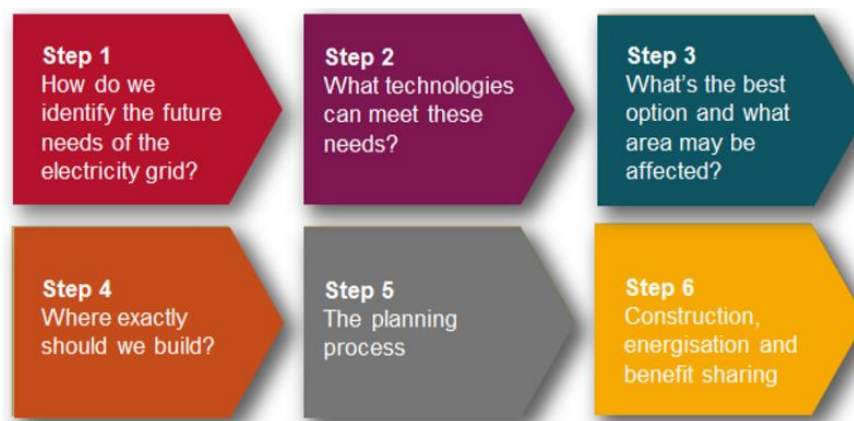 Step 1
How do we
identify the future
needs of the
electricity grid?
Step 2
What technologies
can meet these
needs?
Step 3
What's the best
option and what
area may be
affected?
Step 4
Where exactly
should we build?
Step 5
The planning
process
Step 6
Construction,
energisation and
benefit sharing